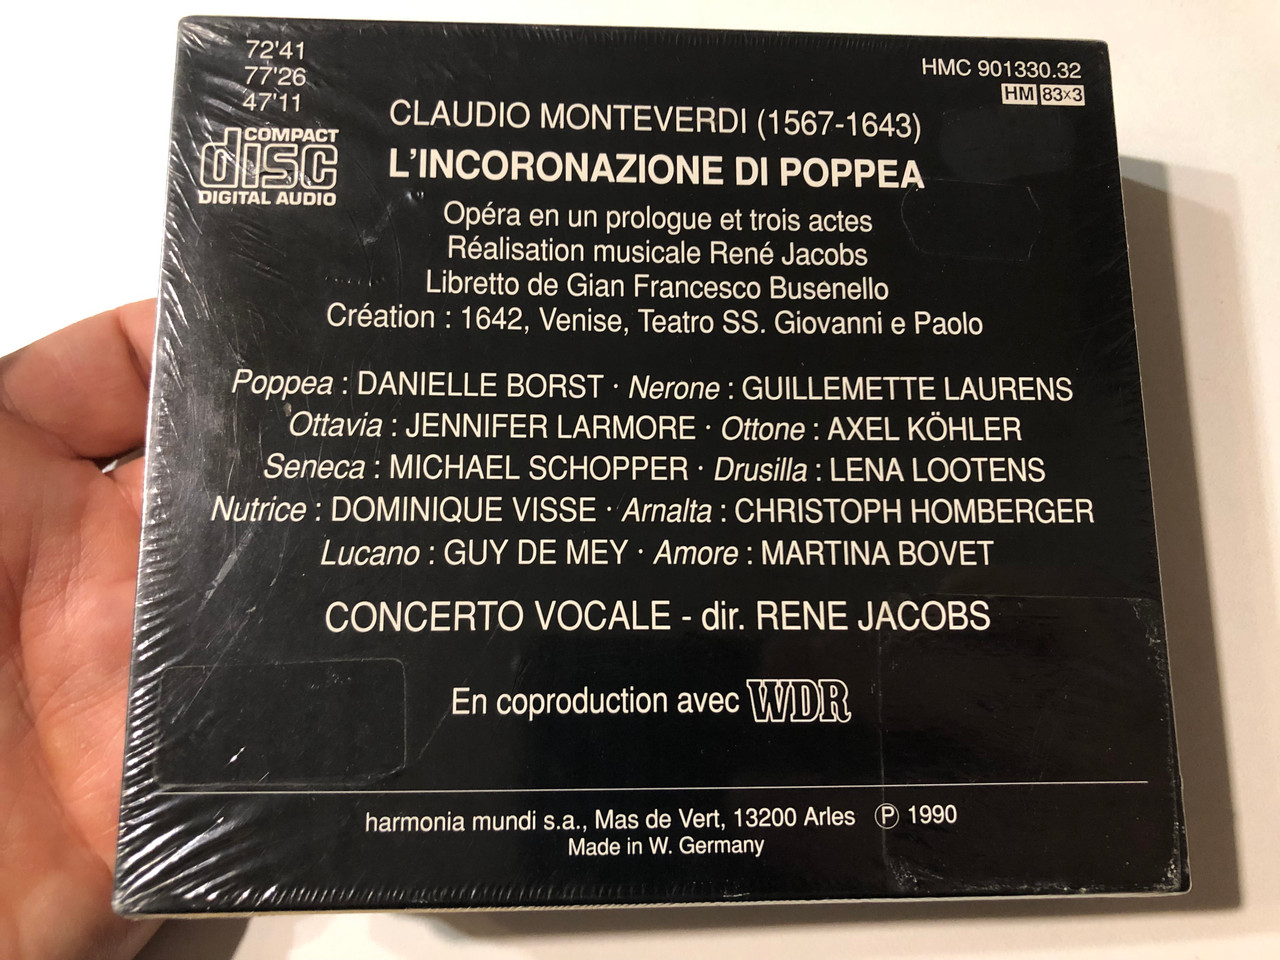 72'41
77'26
47'11
COMPACT
disc
DIGITAL AUDIO
HMC 901330.32
HM 83x3
CLAUDIO MONTEVERDI (1567-1643)
L'INCORONAZIONE DI POPPEA
Opéra en un prologue et trois actes
Réalisation musicale René Jacobs
Libretto de Gian Francesco Busenello
Création : 1642, Venise, Teatro SS. Giovanni e Paolo
Poppea : DANIELLE BORST · Nerone : GUILLEMETTE LAURENS
Ottavia : JENNIFER LARMORE · Ottone : AXEL KÖHLER
Seneca : MICHAEL SCHOPPER · Drusilla : LENA LOOTENS
Nutrice : DOMINIQUE VISSE · Arnalta : CHRISTOPH HOMBERGER
Lucano : GUY DE MEY · Amore : MARTINA BOVET
CONCERTO VOCALE - dir. RENE JACOBS
En coproduction avec WDR
harmonia mundi s.a., Mas de Vert, 13200 Arles ℗ 1990
Made in W. Germany